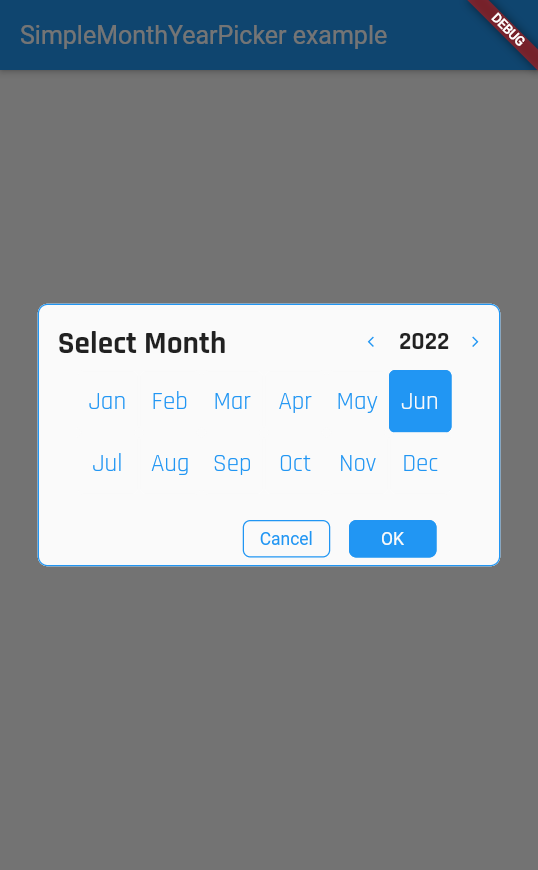 SimpleMonthYearPicker example
DEBUG
Select Month 2022
Jan Feb Mar Apr May Jun
Jul Aug Sep Oct Nov Dec
Cancel OK